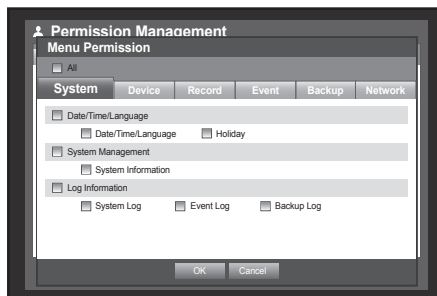 Permission Management
Menu Permission
All
System Device Record Event Backup Network
Date/Time/Language
Date/Time/Language Holiday
System Management
System Information
Log Information
System Log Event Log Backup Log
OK Cancel